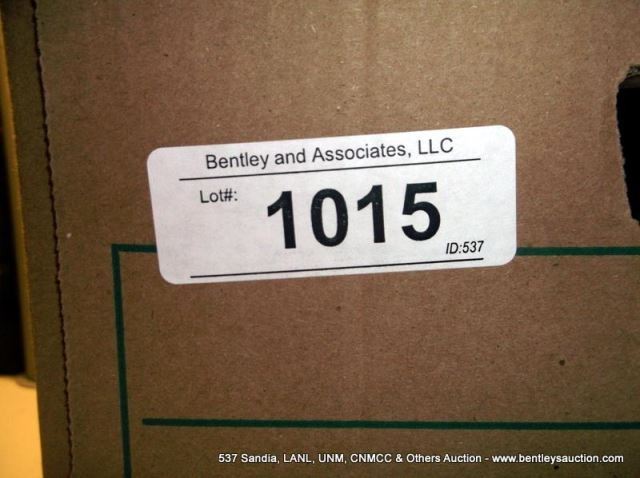 Bentley and Associates, LLC
Lot#: 1015
ID:537
537 Sandia, LANL, UNM, CNMCC & Others Auction - www.bentleysauction.com